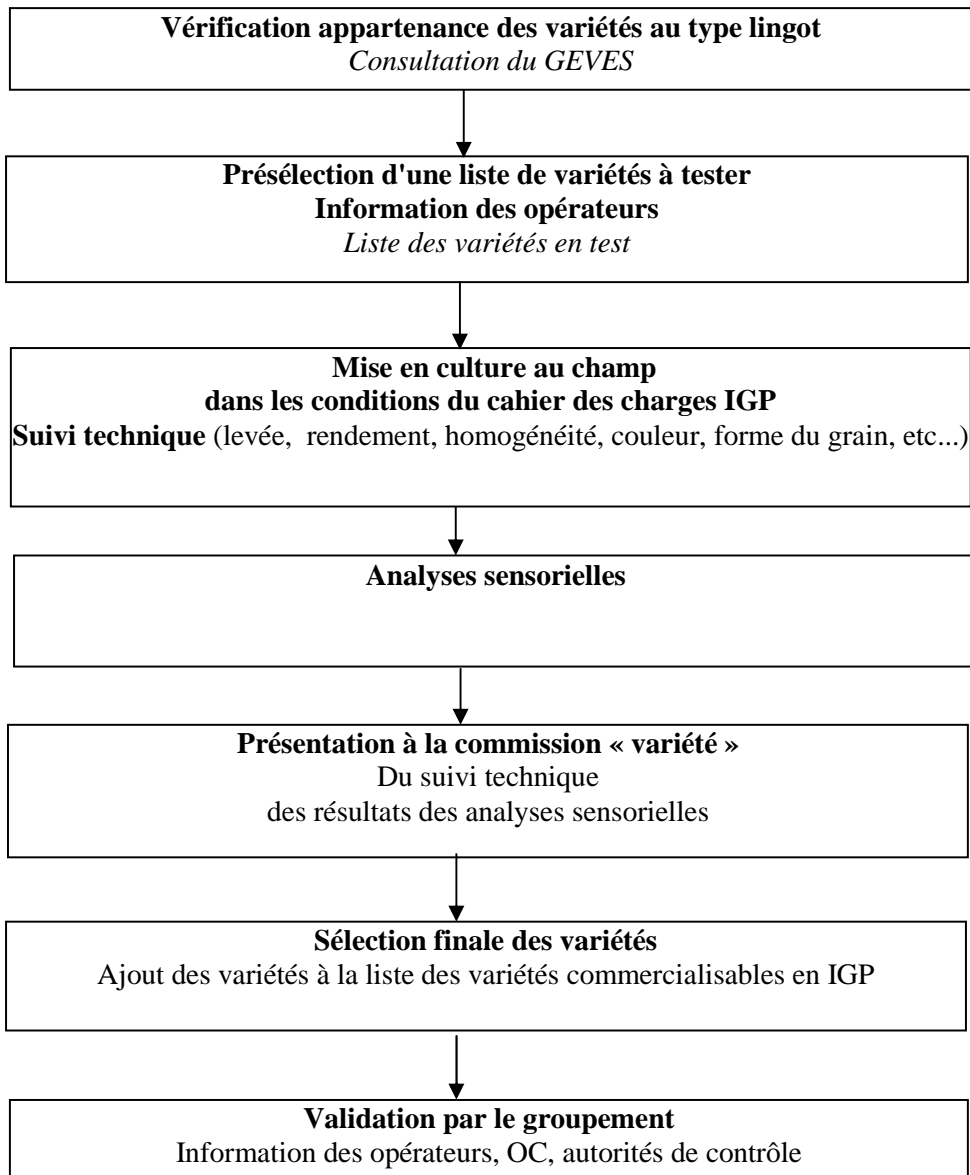 Vérification appartenance des variétés au type lingot
Consultation du GEVES
Présélection d'une liste de variétés à tester
Information des opérateurs
Liste des variétés en test
Mise en culture au champ
dans les conditions du cahier des charges IGP
Suivi technique (levée, rendement, homogénéité, couleur, forme du grain, etc...)
Analyses sensorielles
Présentation à la commission « variété »
Du suivi technique
des résultats des analyses sensorielles
Sélection finale des variétés
Ajout des variétés à la liste des variétés commercialisables en IGP
Validation par le groupement
Information des opérateurs, OC, autorités de contrôle